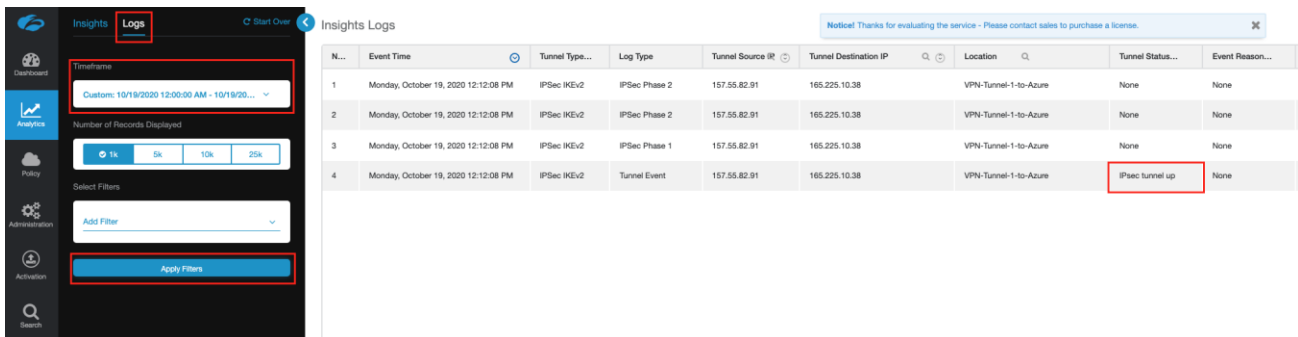 Insights Logs Start Over
Insights Logs
Notice! Thanks for evaluating the service - Please contact sales to purchase a license.
Dashboard
Analytics
Policy
Administration
Activation
Search
Timeframe
Custom: 10/19/2020 12:00:00 AM - 10/19/20...
Number of Records Displayed
1k 5k 10k 25k
Select Filters
Add Filter
Apply Filters
N... Event Time Tunnel Type... Log Type Tunnel Source IP Tunnel Destination IP Location Tunnel Status... Event Reason...
1 Monday, October 19, 2020 12:12:08 PM IPSec IKEv2 IPSec Phase 2 157.55.82.91 165.225.10.38 VPN-Tunnel-1-to-Azure None None
2 Monday, October 19, 2020 12:12:08 PM IPSec IKEv2 IPSec Phase 2 157.55.82.91 165.225.10.38 VPN-Tunnel-1-to-Azure None None
3 Monday, October 19, 2020 12:12:08 PM IPSec IKEv2 IPSec Phase 1 157.55.82.91 165.225.10.38 VPN-Tunnel-1-to-Azure None None
4 Monday, October 19, 2020 12:12:08 PM IPSec IKEv2 Tunnel Event 157.55.82.91 165.225.10.38 VPN-Tunnel-1-to-Azure IPsec tunnel up None